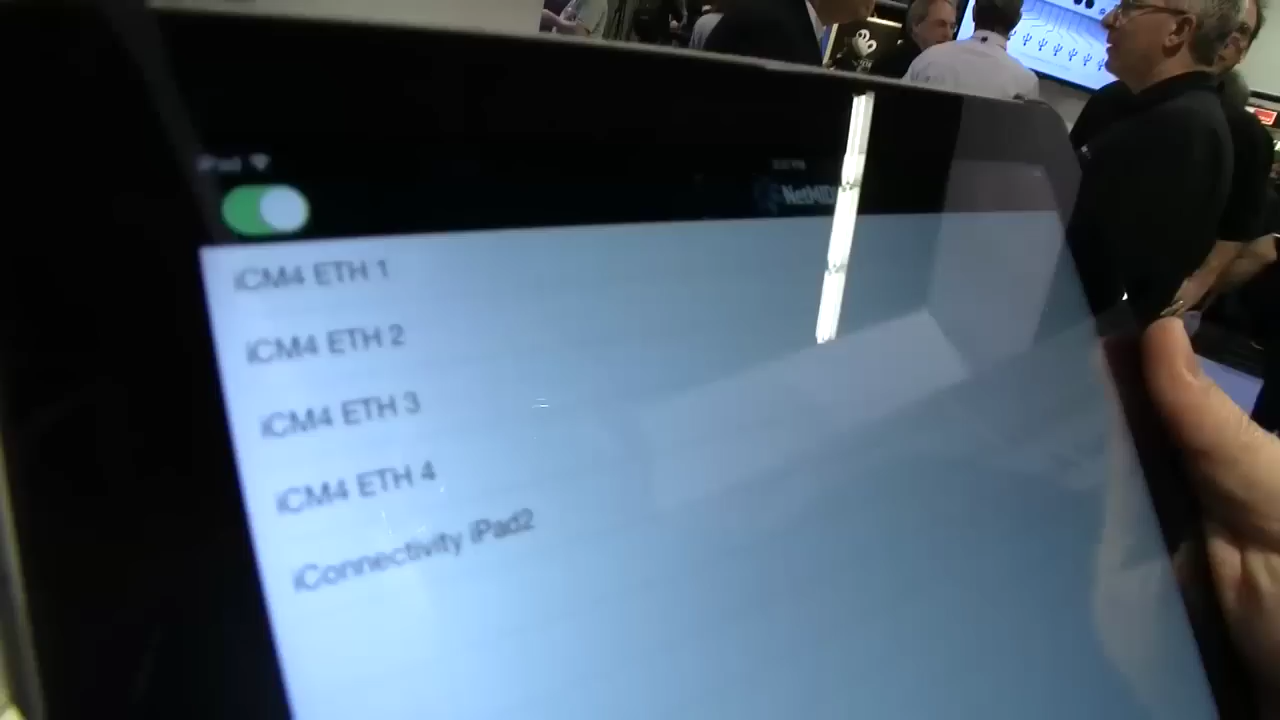 iPad
NetMIDI
iCM4 ETH 1
iCM4 ETH 2
iCM4 ETH 3
iCM4 ETH 4
iConnectivity iPad2